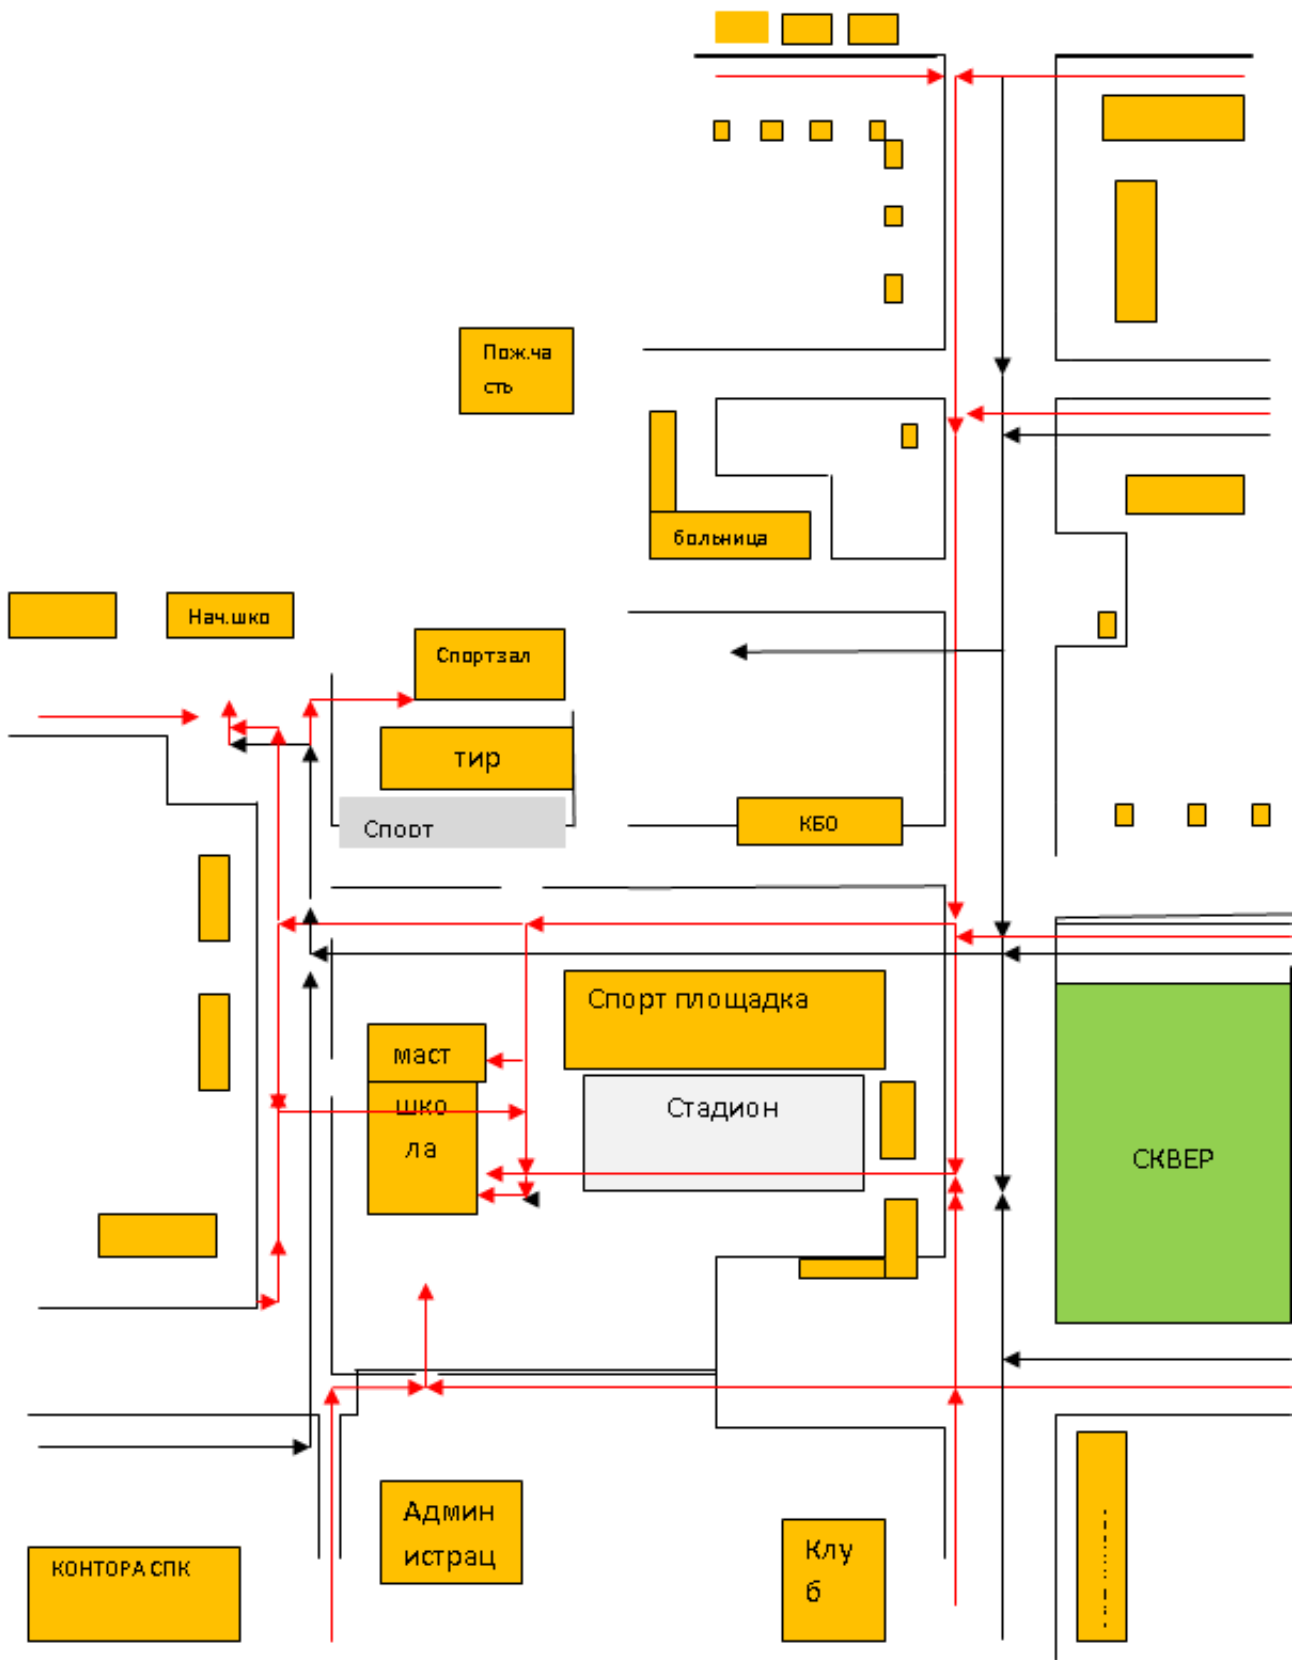 Пож.ча
сть
больница
Нач.шко
Спортзал
тир
Спорт
КБО
Спорт площадка
маст
шко
ла
Стадион
СКВЕР
Админ
истрац
Клу
б
КОНТОРА СПК